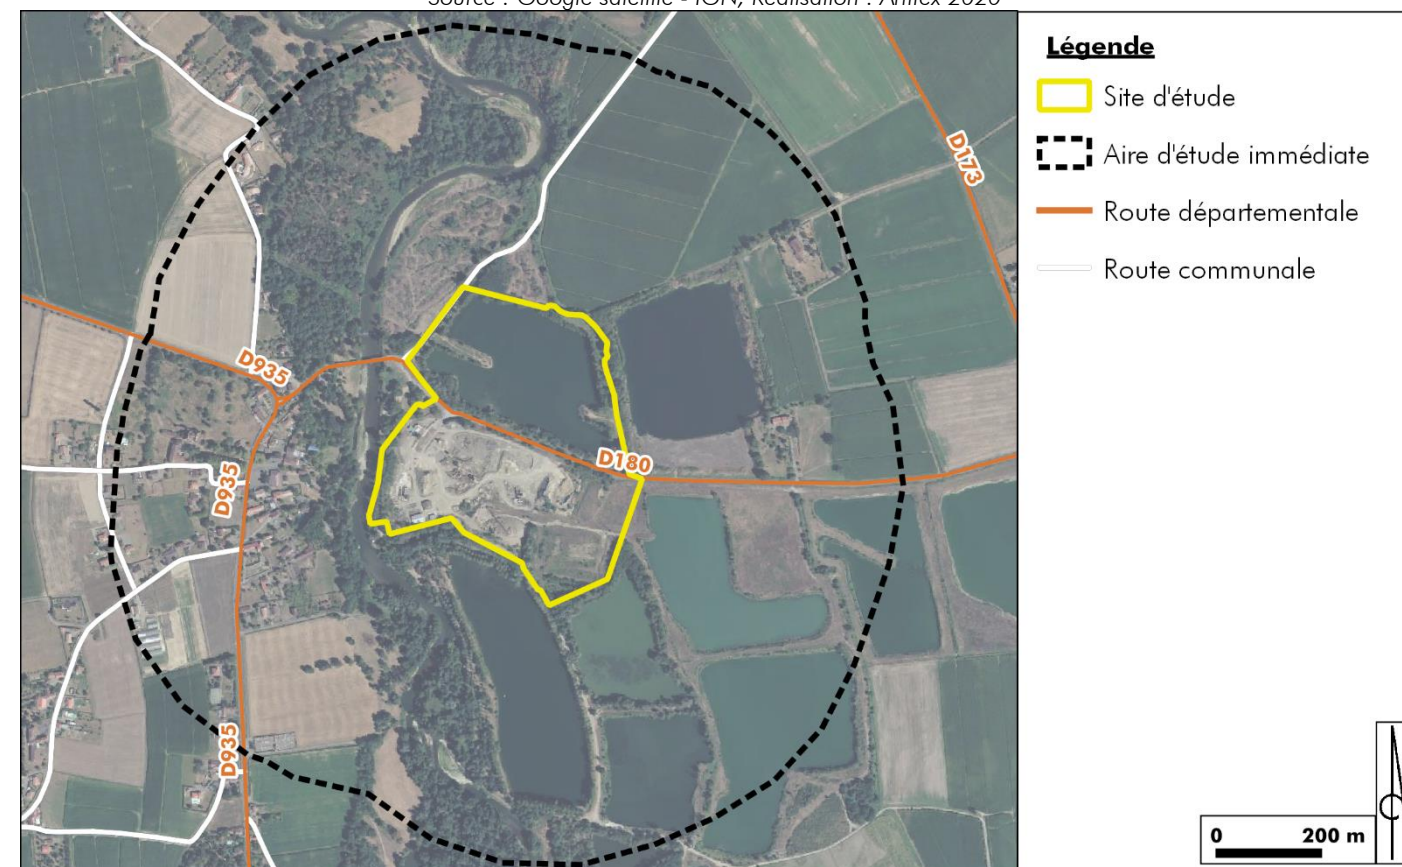 Source : Google satellite - IGN, Réalisation : Artifex 2020
Légende
Site d'étude
Aire d'étude immédiate
Route départementale
Route communale
D173
D935
D180
D935
D935
0 200 m